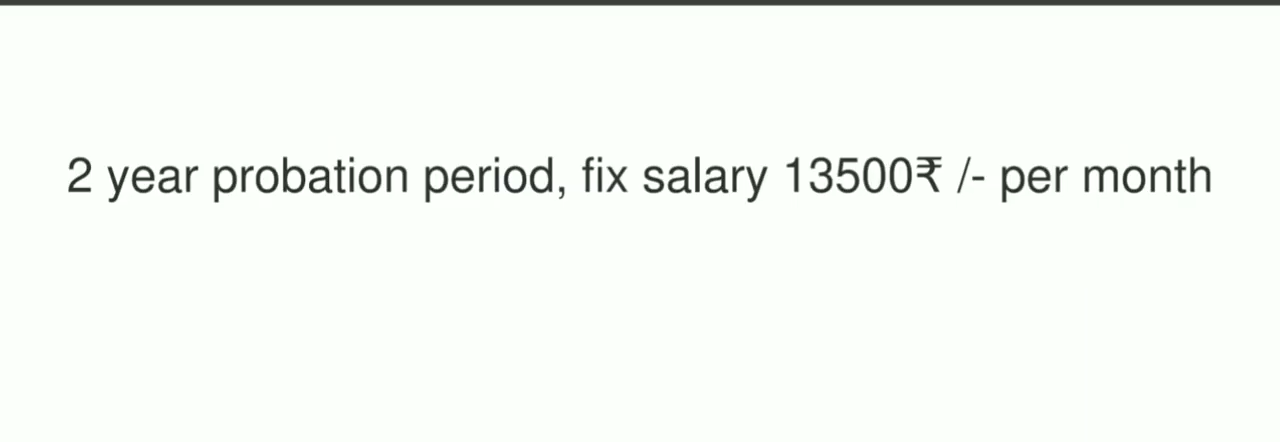 2 year probation period, fix salary 13500₹ /- per month